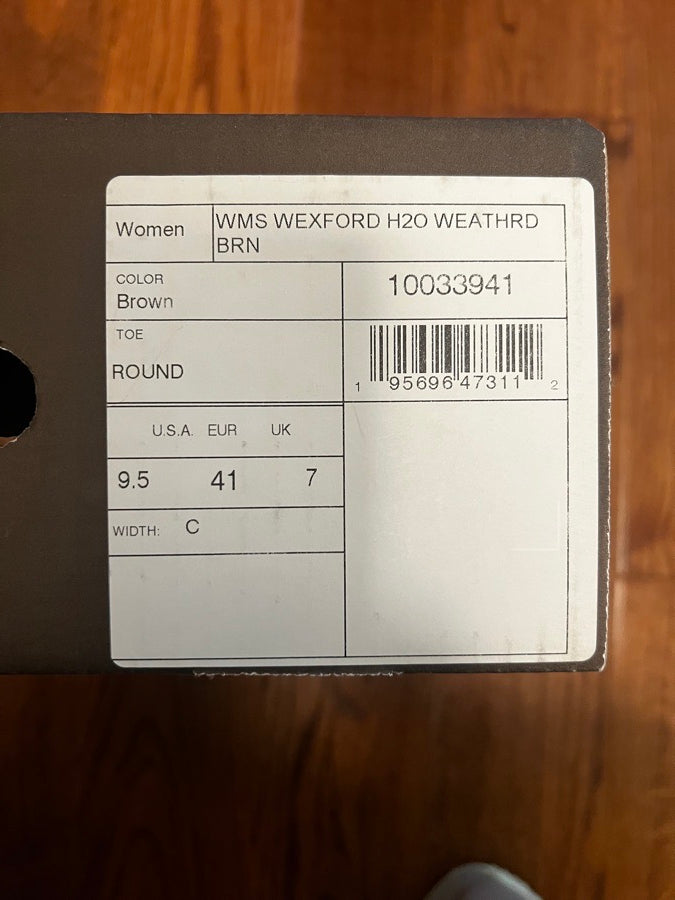 Women
WMS WEXFORD H2O WEATHRD
BRN
COLOR
Brown
10033941
TOE
ROUND
1 95696 47311 2
U.S.A. EUR UK
9.5 41 7
WIDTH: C